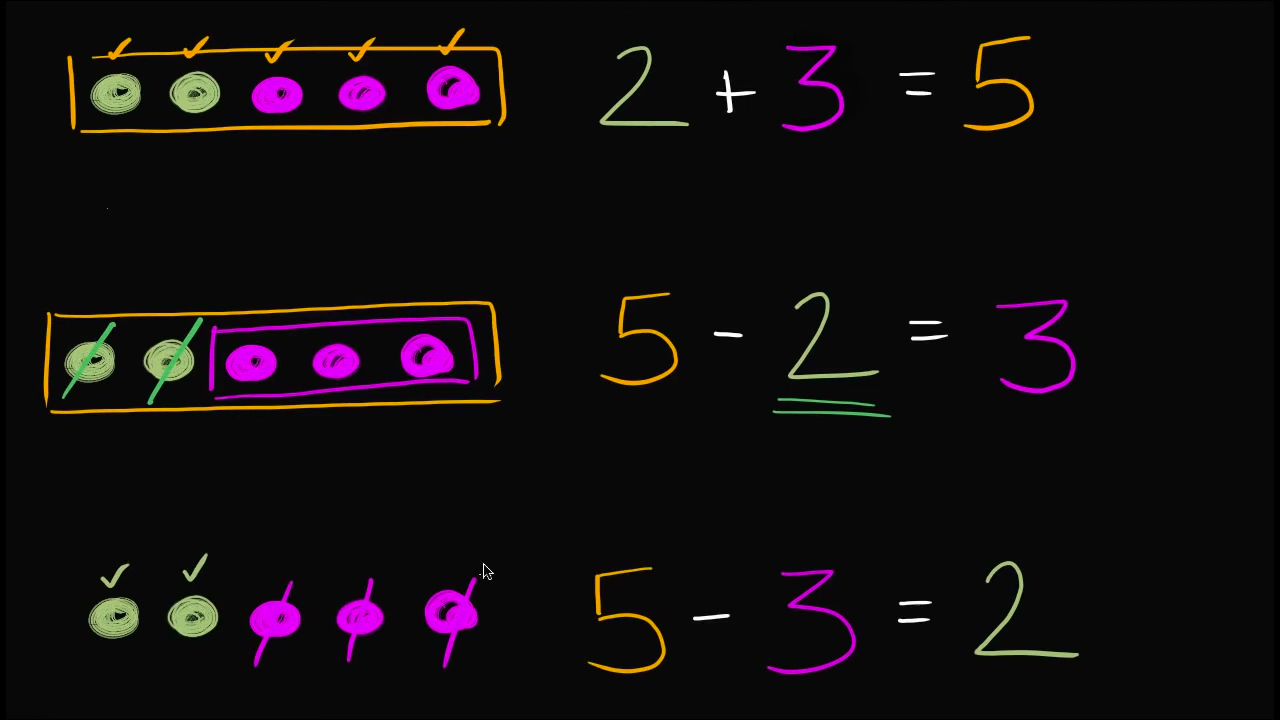 2 + 3 = 5
5 - 2 = 3
5 - 3 = 2